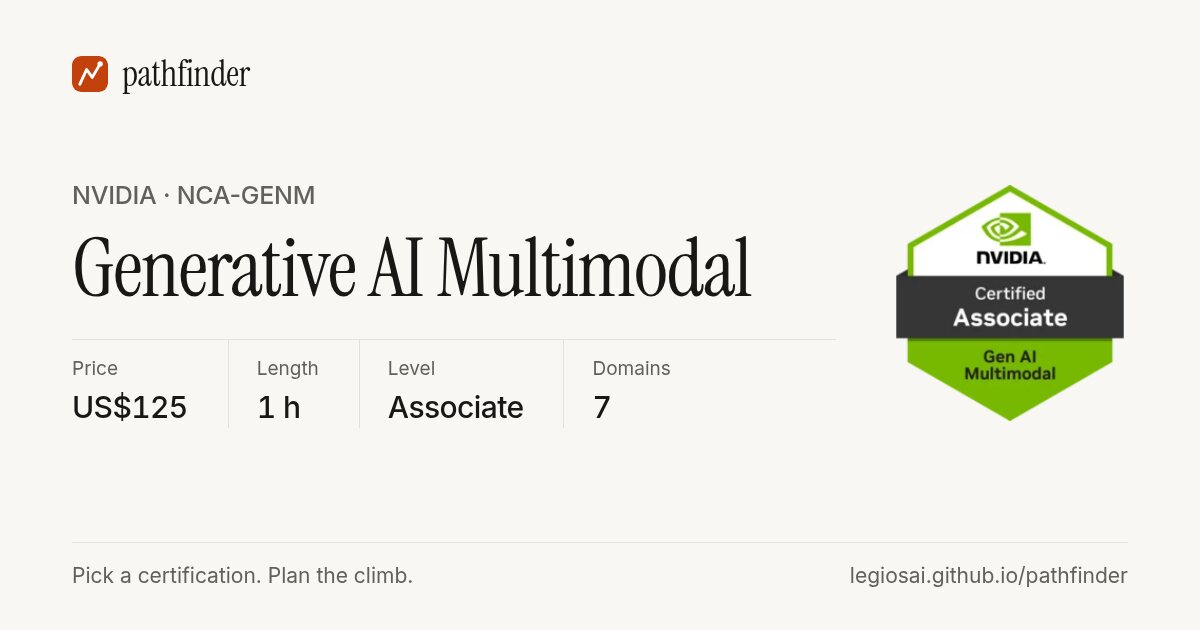 pathfinder
NVIDIA · NCA-GENM
Generative AI Multimodal
Price
US$125
Length
1 h
Level
Associate
Domains
7
NVIDIA.
Certified
Associate
Gen AI
Multimodal
Pick a certification. Plan the climb.
legiosai.github.io/pathfinder